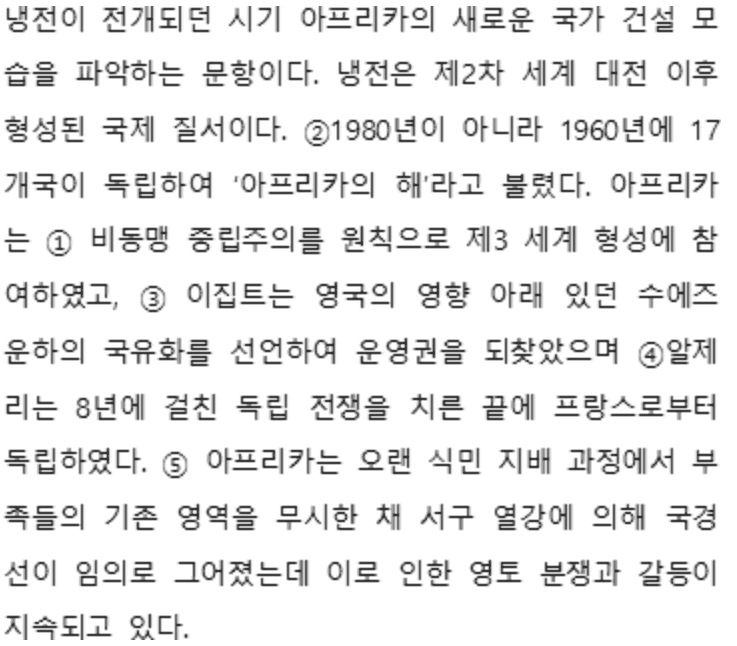 냉전이 전개되던 시기 아프리카의 새로운 국가 건설 모
습을 파악하는 문항이다. 냉전은 제2차 세계 대전 이후
형성된 국제 질서이다. ②1980년이 아니라 1960년에 17
개국이 독립하여 ‘아프리카의 해’라고 불렸다. 아프리카
는 ① 비동맹 중립주의를 원칙으로 제3 세계 형성에 참
여하였고, ③ 이집트는 영국의 영향 아래 있던 수에즈
운하의 국유화를 선언하여 운영권을 되찾았으며 ④알제
리는 8년에 걸친 독립 전쟁을 치른 끝에 프랑스로부터
독립하였다. ⑤ 아프리카는 오랜 식민 지배 과정에서 부
족들의 기존 영역을 무시한 채 서구 열강에 의해 국경
선이 임의로 그어졌는데 이로 인한 영토 분쟁과 갈등이
지속되고 있다.